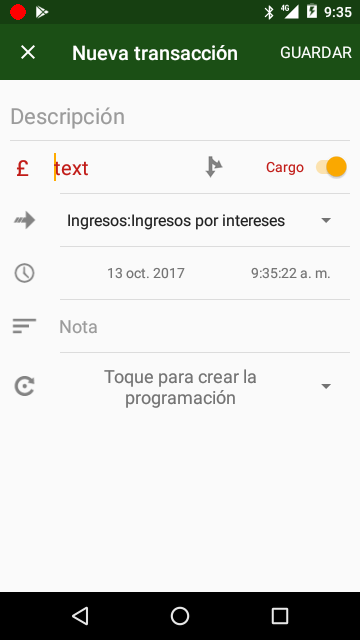 4G 9:35
Nueva transacción GUARDAR
Descripción
£ text Cargo
Ingresos:Ingresos por intereses
13 oct. 2017 9:35:22 a. m.
Nota
Toque para crear la
programación